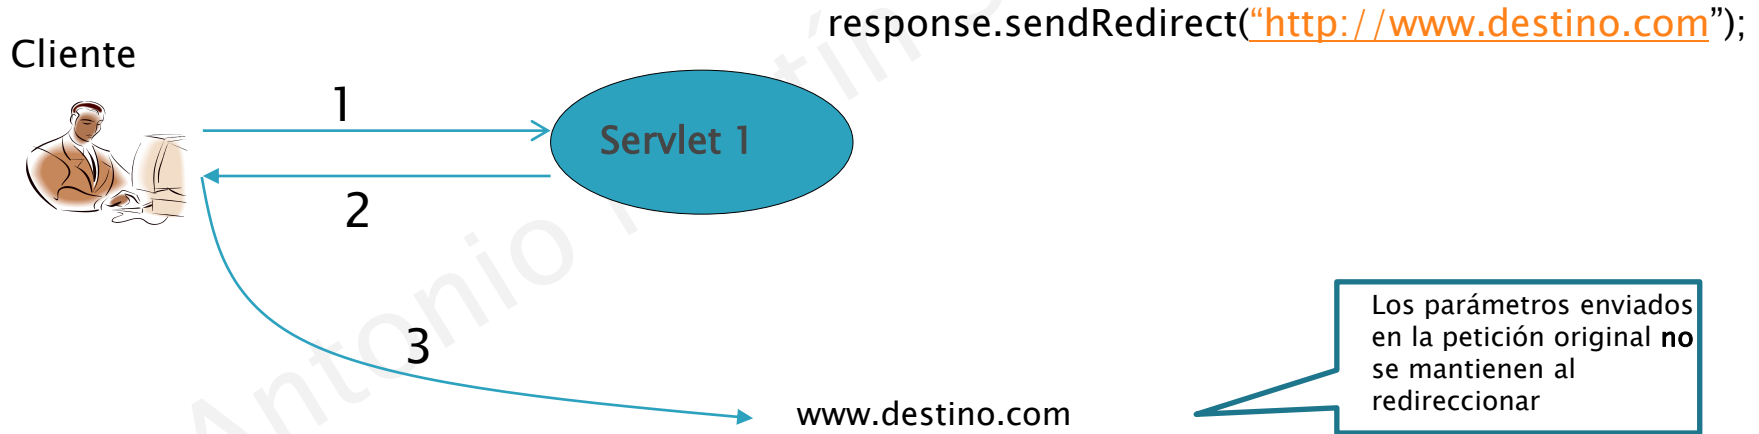 response.sendRedirect(“http://www.destino.com”);
Cliente
1
Servlet 1
2
3
Los parámetros enviados
en la petición original no
se mantienen al
redireccionar
www.destino.com
Antonio